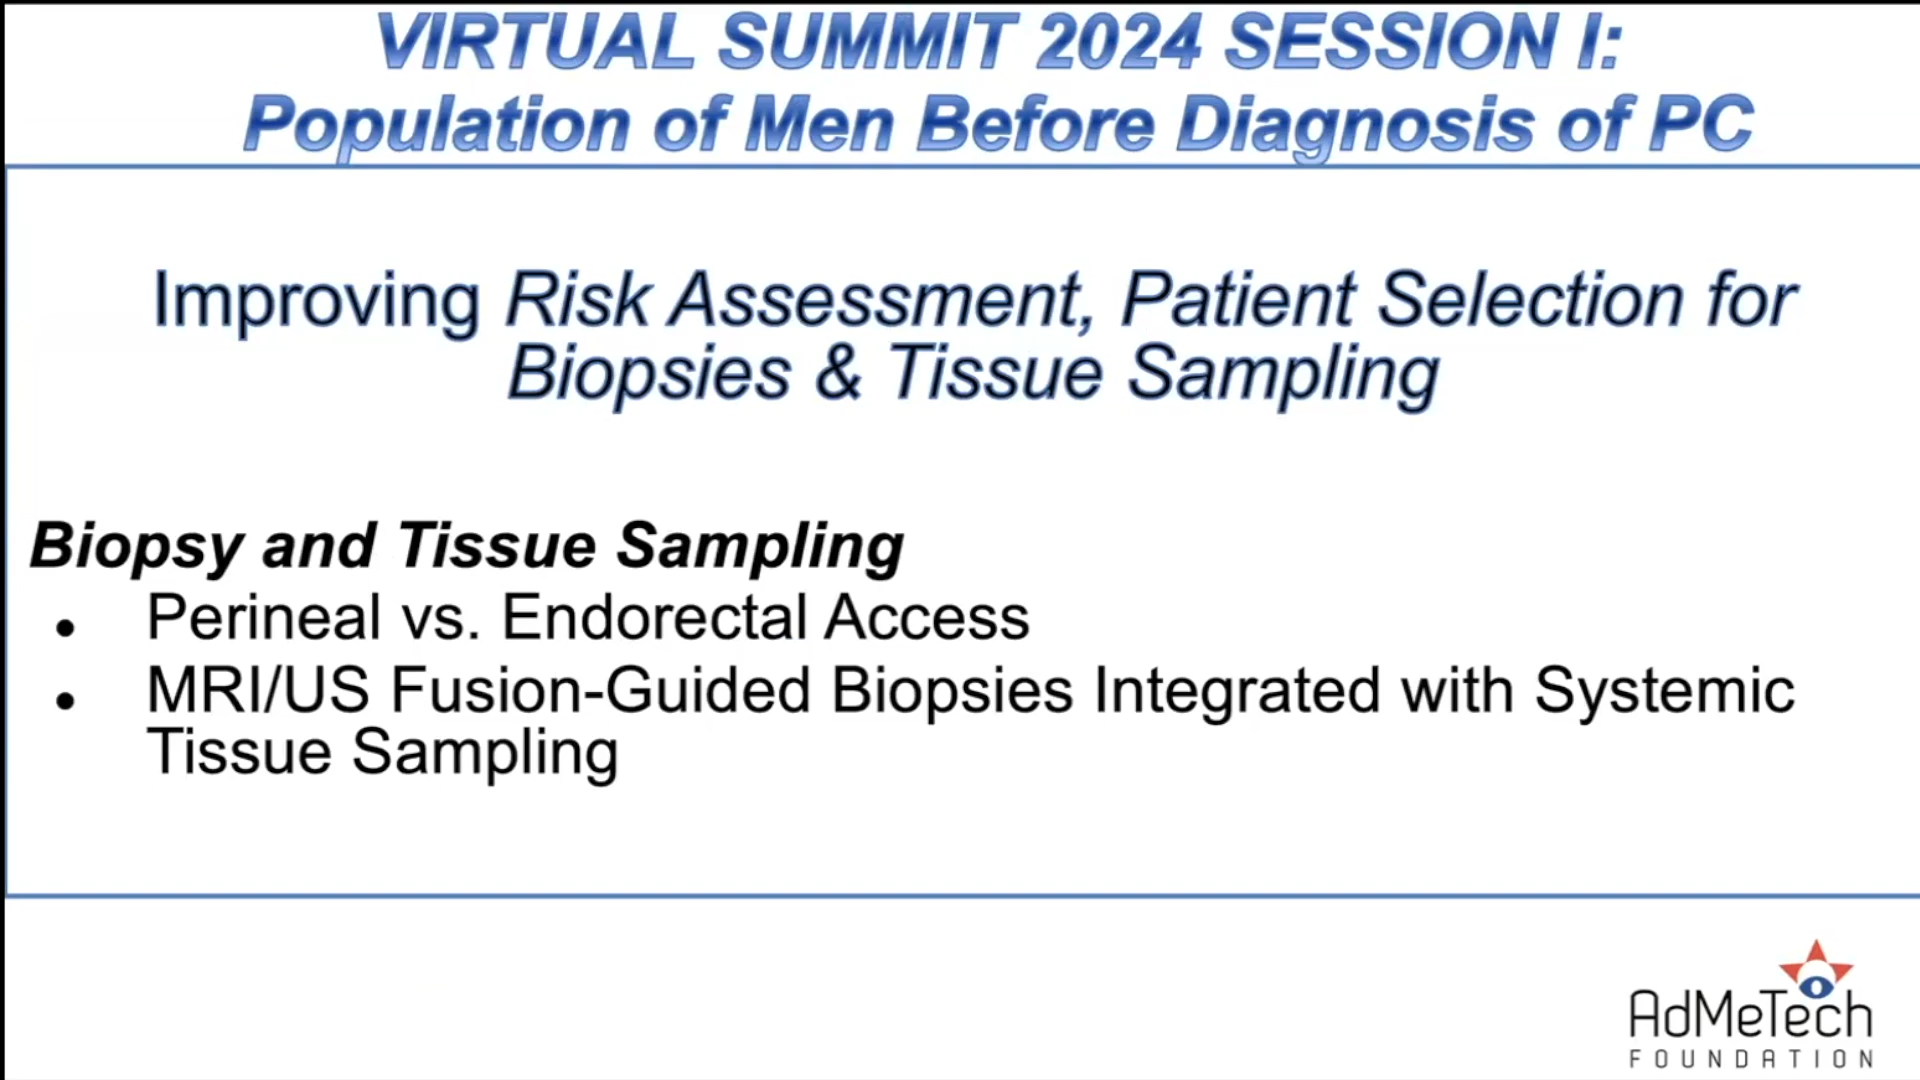 VIRTUAL SUMMIT 2024 SESSION I:
Population of Men Before Diagnosis of PC
Improving Risk Assessment, Patient Selection for
Biopsies & Tissue Sampling
Biopsy and Tissue Sampling
• Perineal vs. Endorectal Access
• MRI/US Fusion-Guided Biopsies Integrated with Systemic
Tissue Sampling
AdMeTech
FOUNDATION